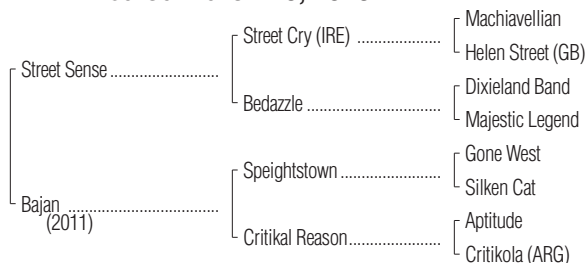 Machiavellian
Street Cry (IRE)
Helen Street (GB)
Street Sense
Dixieland Band
Bedazzle
Majestic Legend
Gone West
Speightstown
Silken Cat
Bajan
(2011)
Aptitude
Critikal Reason
Critikola (ARG)